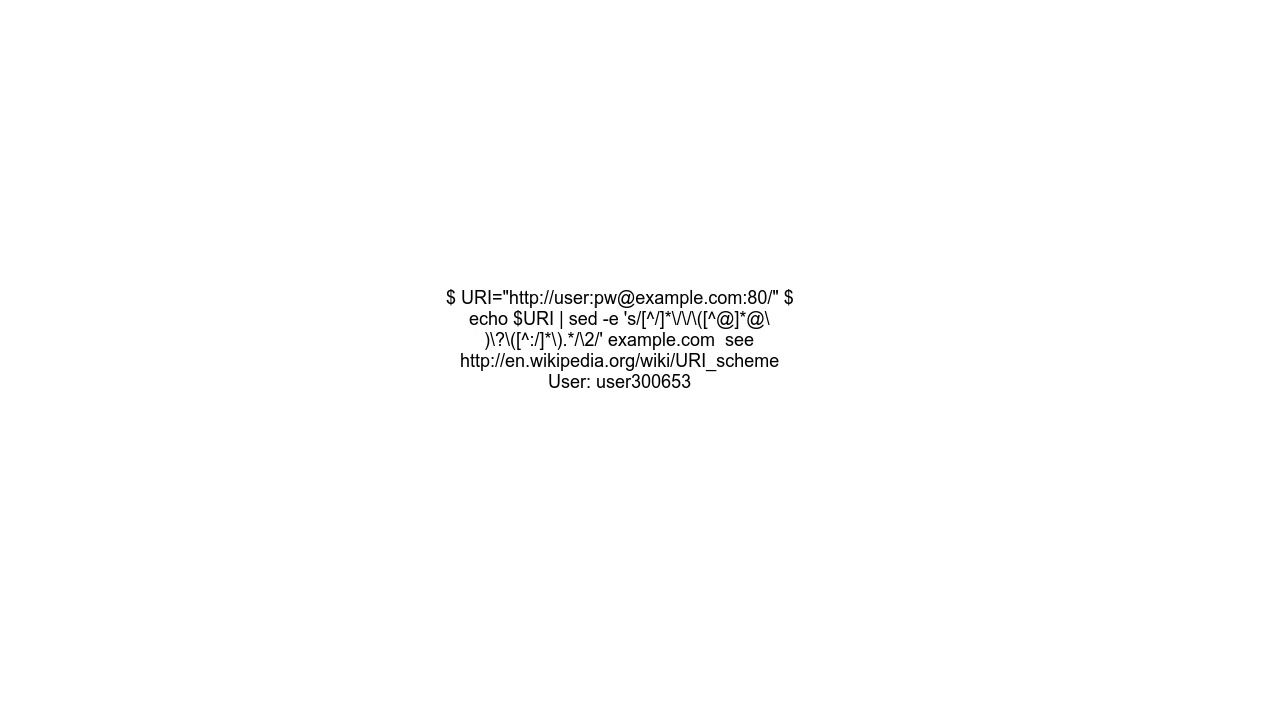 $ URI="http://user:pw@example.com:80/" $
echo $URI | sed -e 's/[^/]*\/\/\([^@]*@\
)\?\([^:/]*\).*/\2/' example.com  see
http://en.wikipedia.org/wiki/URI_scheme
User: user300653